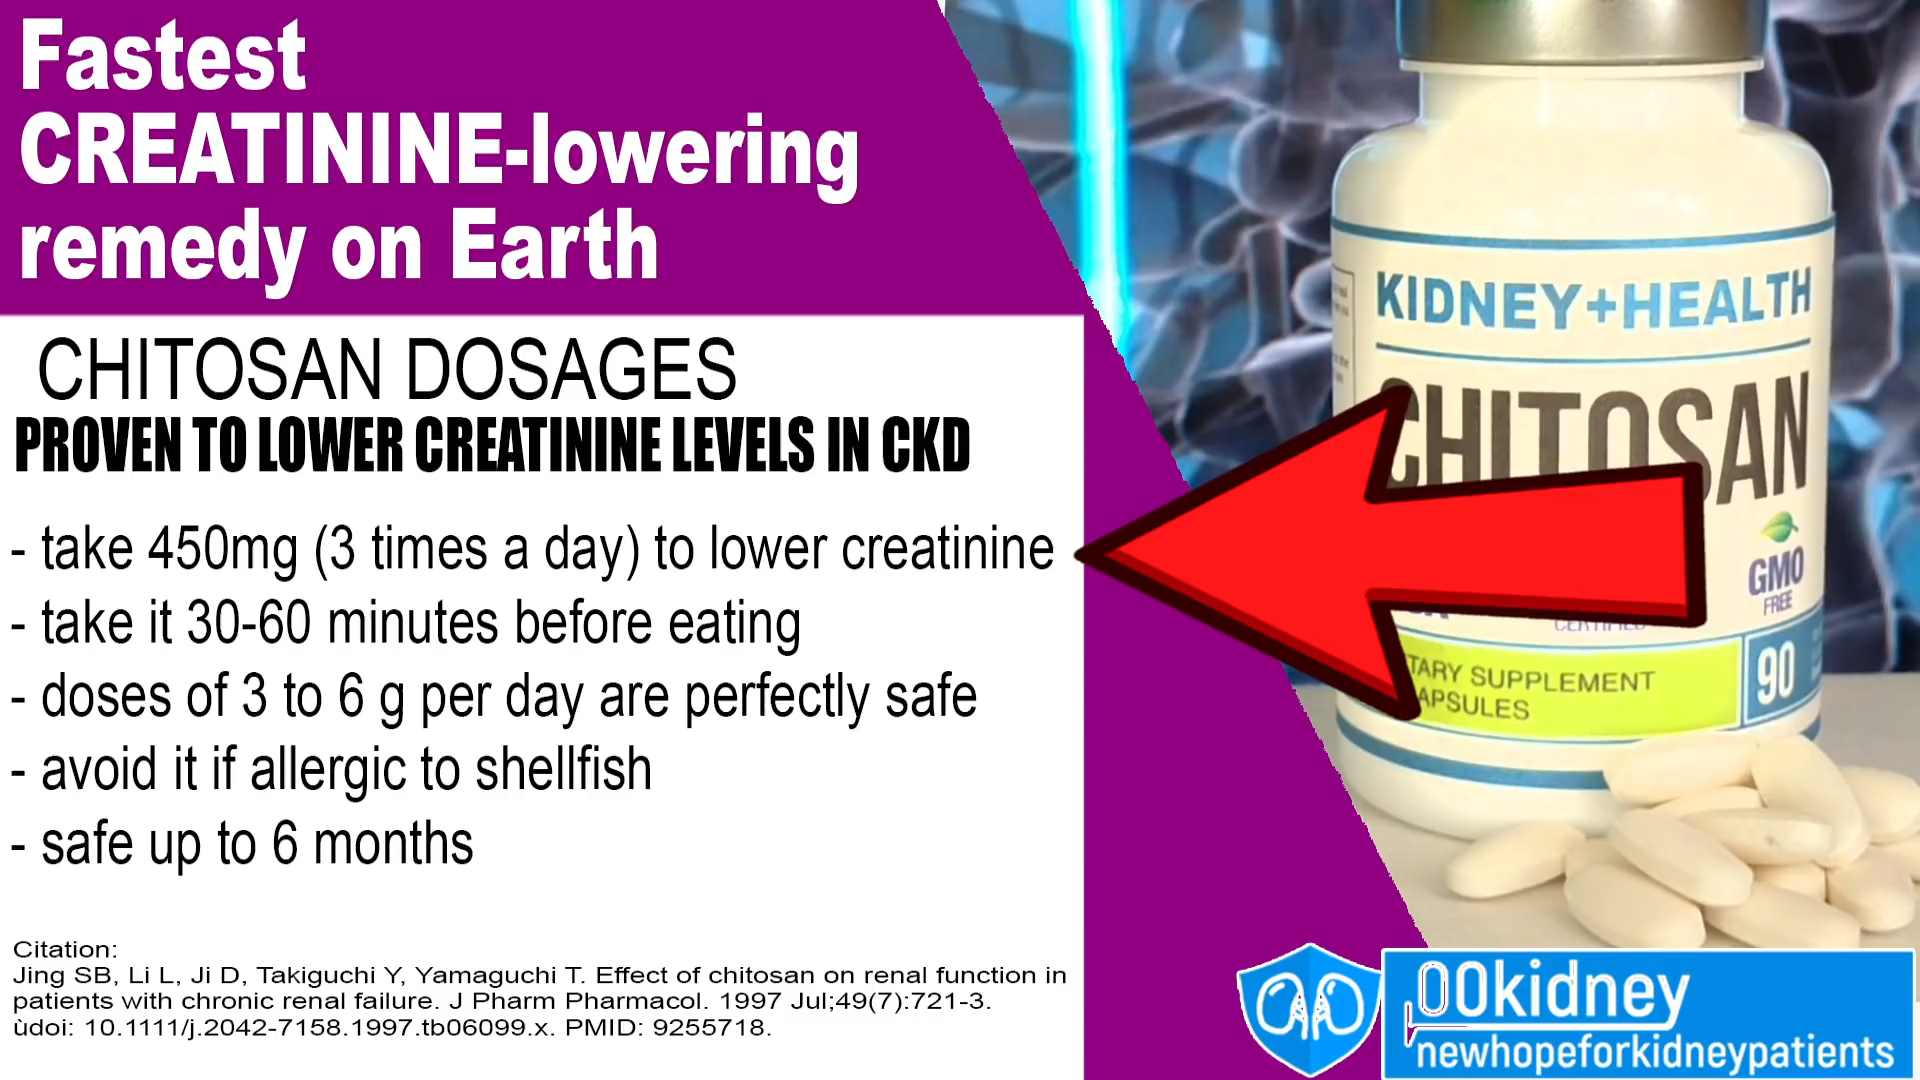 Fastest
CREATININE-lowering
remedy on Earth
CHITOSAN DOSAGES
PROVEN TO LOWER CREATININE LEVELS IN CKD
- take 450mg (3 times a day) to lower creatinine
- take it 30-60 minutes before eating
- doses of 3 to 6 g per day are perfectly safe
- avoid it if allergic to shellfish
- safe up to 6 months
Citation:
Jing SB, Li L, Ji D, Takiguchi Y, Yamaguchi T. Effect of chitosan on renal function in
patients with chronic renal failure. J Pharm Pharmacol. 1997 Jul;49(7):721-3.
ùdoi: 10.1111/j.2042-7158.1997.tb06099.x. PMID: 9255718.
KIDNEY+HEALTH
CHITOSAN
GMO
FREE
CERTIFIED
TARY SUPPLEMENT
APSULES
90
00kidney
newhopeforkidneypatients